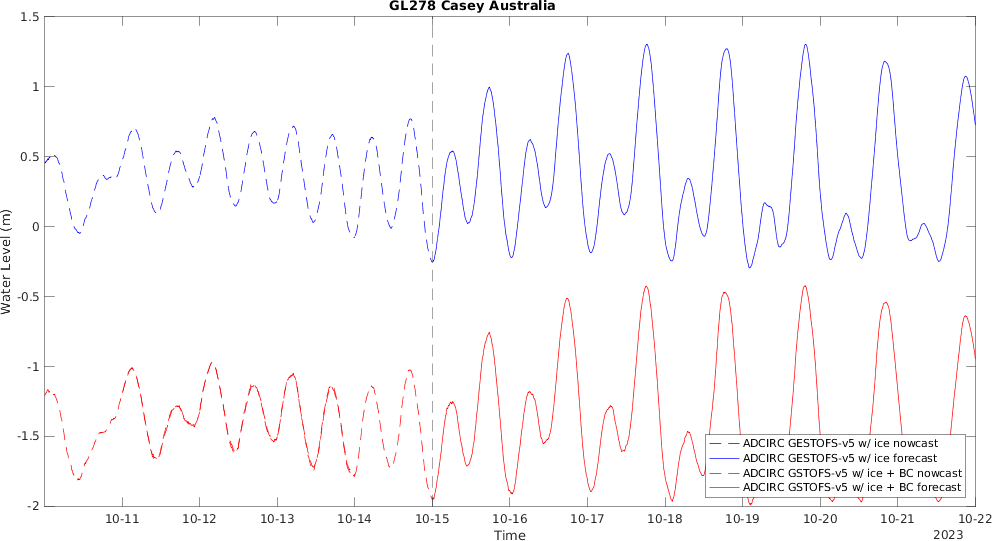 GL278 Casey Australia
1.5
1
0.5
0
-0.5
-1
-1.5
-2
Water Level (m)
ADCIRC GESTOFS-v5 w/ ice nowcast
ADCIRC GESTOFS-v5 w/ ice forecast
ADCIRC GSTOFS-v5 w/ ice + BC nowcast
ADCIRC GSTOFS-v5 w/ ice + BC forecast
10-11 10-12 10-13 10-14 10-15 10-16 10-17 10-18 10-19 10-20 10-21 10-22
Time
2023